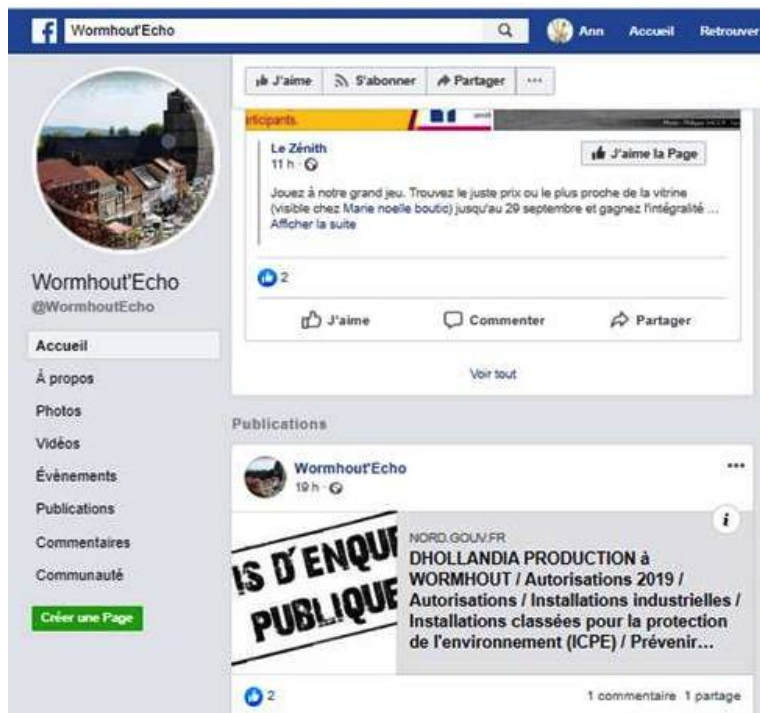 Wormhout'Echo
Ann Accueil Retrouver
J'aime S'abonner Partager ...
rticipants.
Le Zénith
11 h
J'aime la Page
Jouez à notre grand jeu. Trouvez le juste prix ou le plus proche de la vitrine
(visible chez Marie noelle boutic) jusqu'au 29 septembre et gagnez l'intégralité ...
Afficher la suite
2
J'aime Commenter Partager
Voir tout
Wormhout'Echo
@WormhoutEcho
Accueil
À propos
Photos
Vidéos
Évènements
Publications
Commentaires
Communauté
Créer une Page
Publications
Wormhout'Echo
19 h
IS D'ENQUE
PUBLIQUE
NORD.GOUV.FR
DHOLLANDIA PRODUCTION à
WORMHOUT / Autorisations 2019 /
Autorisations / Installations industrielles /
Installations classées pour la protection
de l'environnement (ICPE) / Prévenir...
2
1 commentaire 1 partage